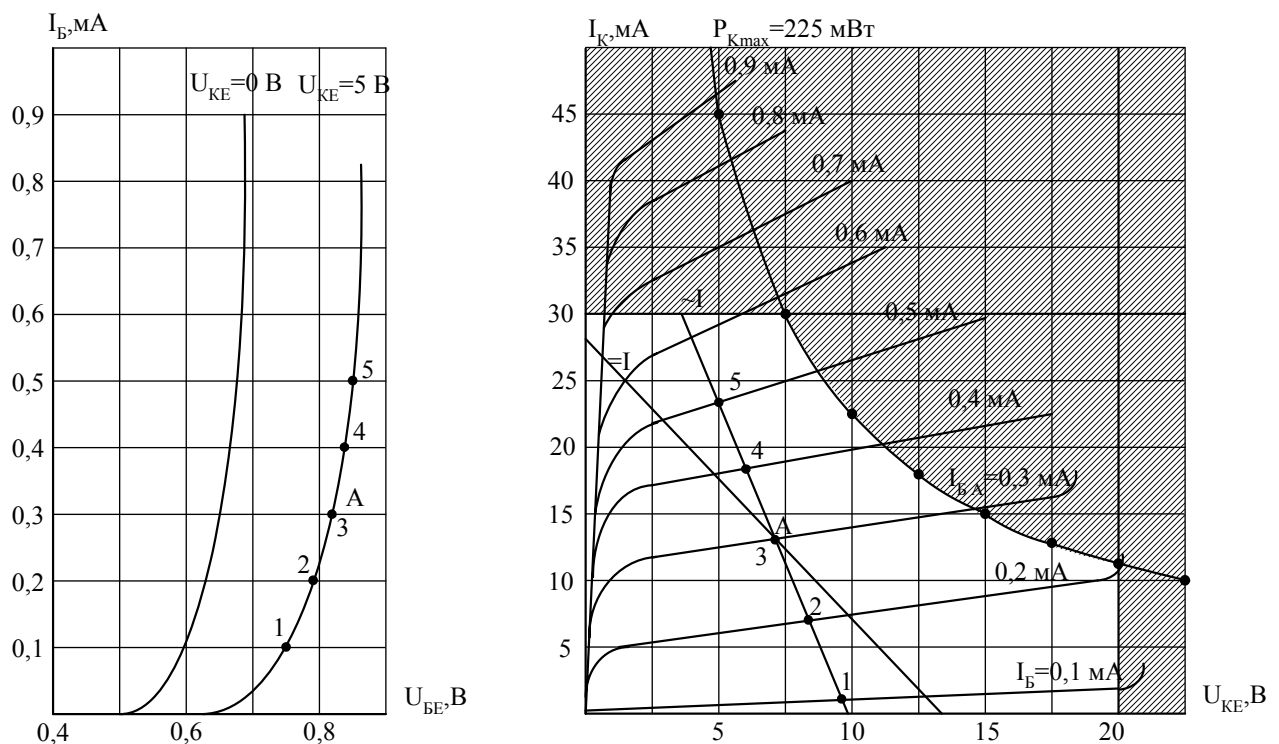 I_Б,мА
U_КЕ=0 В
U_КЕ=5 В
0,9
0,8
0,7
0,6
0,5
0,4
0,3
0,2
0,1
5
4
А
3
2
1
U_БЕ,В
0,4
0,6
0,8
I_К,мА
P_Кmax=225 мВт
0,9 мА
0,8 мА
0,7 мА
0,6 мА
0,5 мА
0,4 мА
I_Б А=0,3 мА
0,2 мА
I_Б=0,1 мА
45
40
35
30
25
20
15
10
5
~I
=I
5
4
А
3
2
1
U_КЕ,В
5
10
15
20